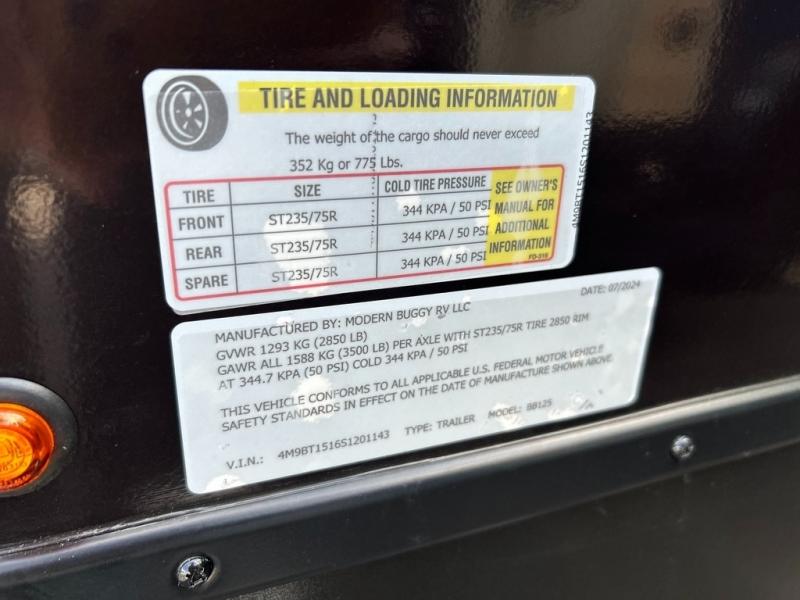 TIRE AND LOADING INFORMATION
The weight of the cargo should never exceed
352 Kg or 775 Lbs.
TIRE SIZE COLD TIRE PRESSURE
FRONT ST235/75R 344 KPA / 50 PSI
REAR ST235/75R 344 KPA / 50 PSI
SPARE ST235/75R 344 KPA / 50 PSI
SEE OWNER'S
MANUAL FOR
ADDITIONAL
INFORMATION
4M9BT1516S1201143
MANUFACTURED BY: MODERN BUGGY RV LLC DATE: 07/2024
GVWR 1293 KG (2850 LB)
GAWR ALL 1588 KG (3500 LB) PER AXLE WITH ST235/75R TIRE 2850 RIM
AT 344.7 KPA (50 PSI) COLD 344 KPA / 50 PSI
THIS VEHICLE CONFORMS TO ALL APPLICABLE U.S. FEDERAL MOTOR VEHICLE
SAFETY STANDARDS IN EFFECT ON THE DATE OF MANUFACTURE SHOWN ABOVE.
V.I.N.: 4M9BT1516S1201143 TYPE: TRAILER MODEL: BB125